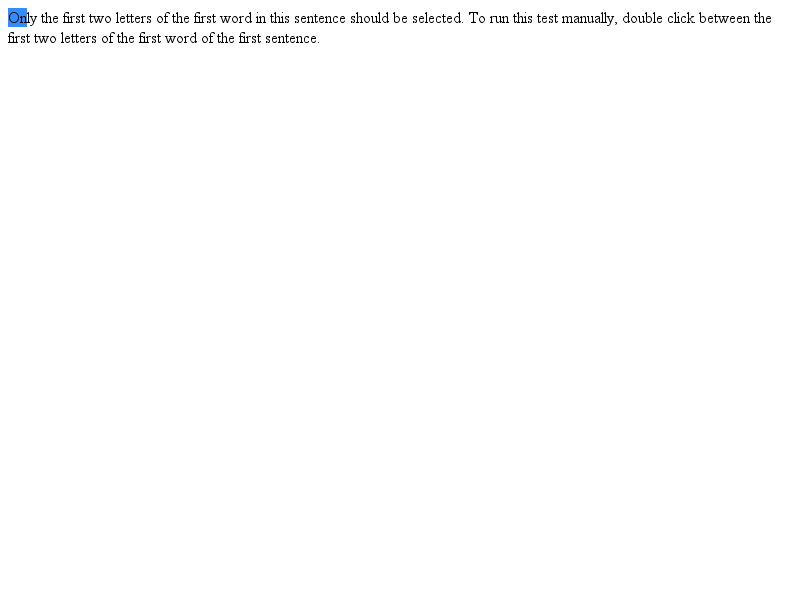 Only the first two letters of the first word in this sentence should be selected. To run this test manually, double click between the
first two letters of the first word of the first sentence.